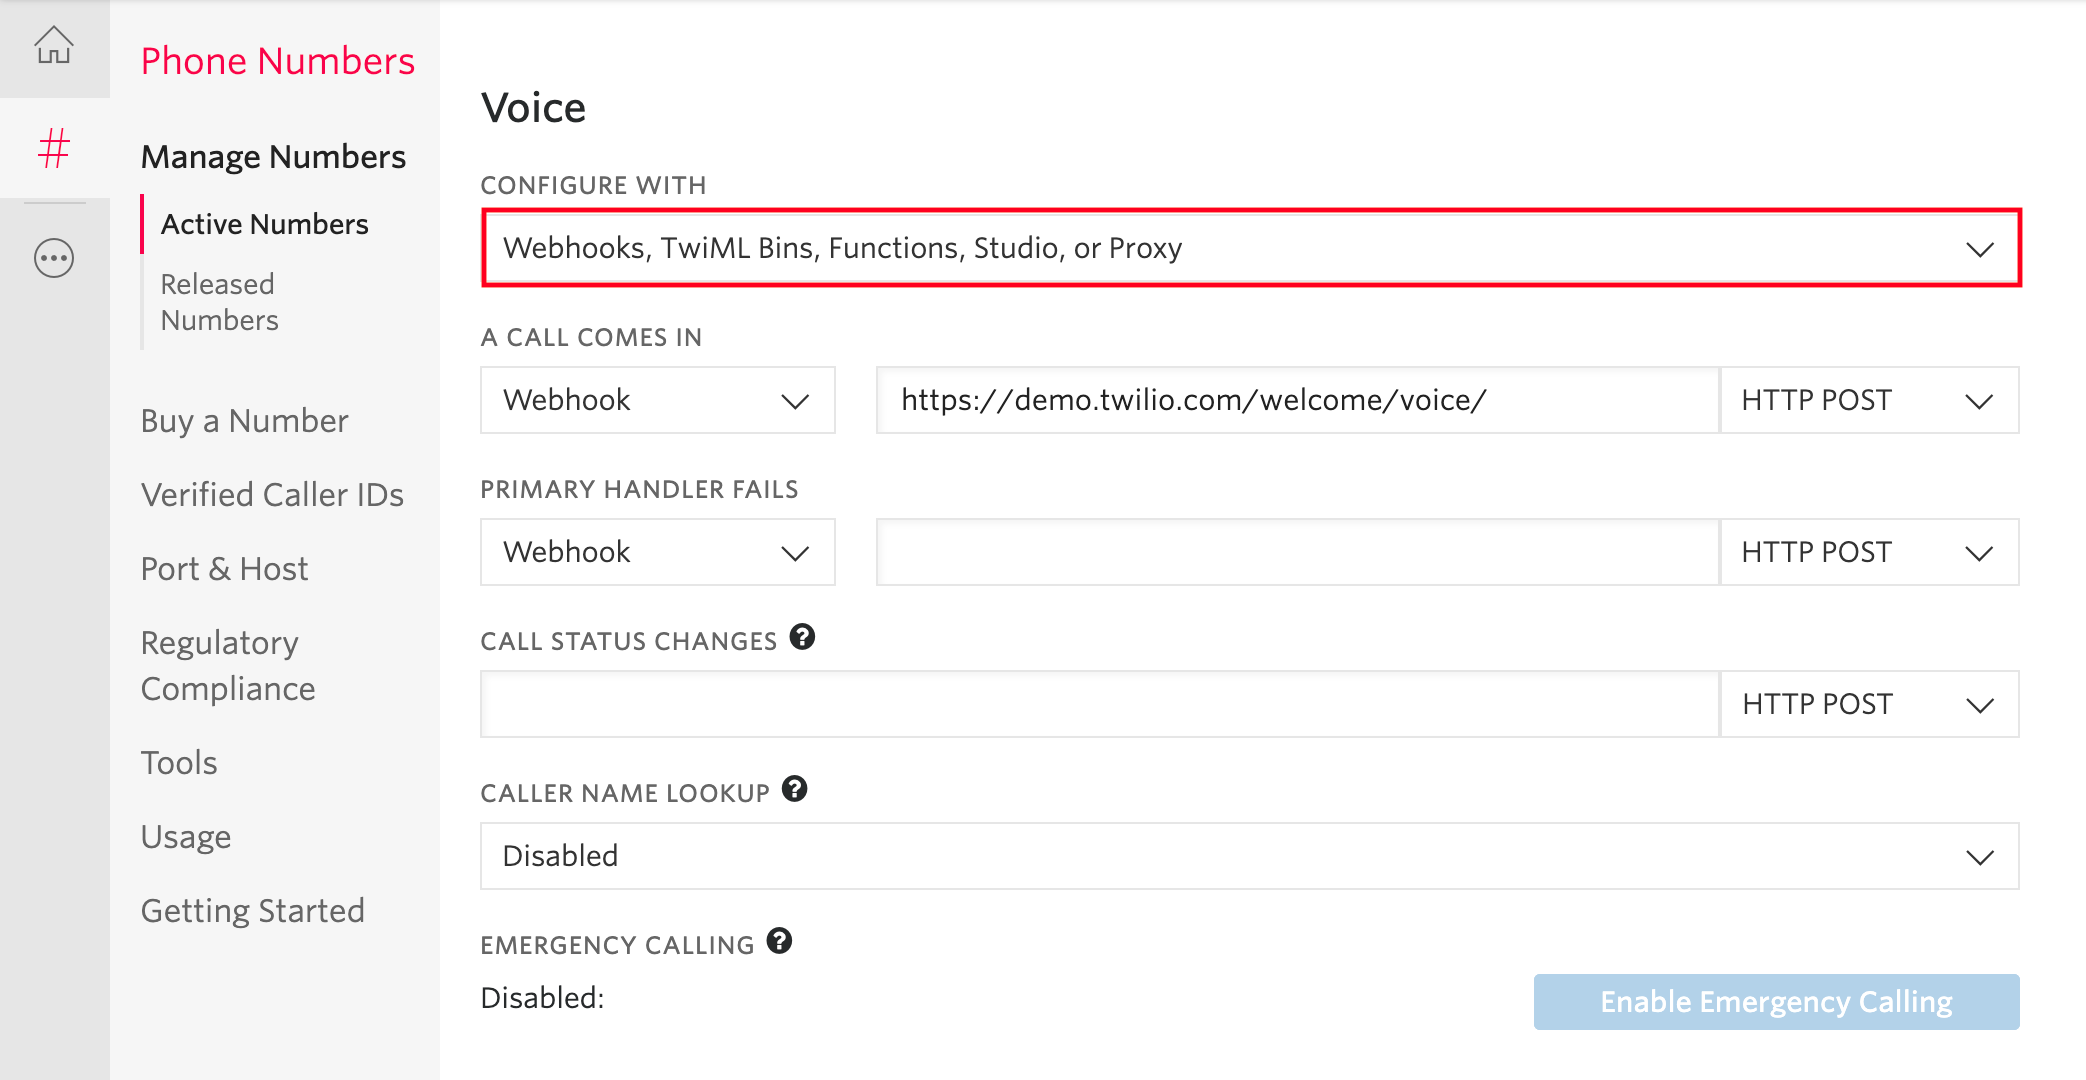 Phone Numbers
Manage Numbers
Active Numbers
Released
Numbers
Buy a Number
Verified Caller IDs
Port & Host
Regulatory
Compliance
Tools
Usage
Getting Started
Voice
CONFIGURE WITH
Webhooks, TwiML Bins, Functions, Studio, or Proxy
A CALL COMES IN
Webhook https://demo.twilio.com/welcome/voice/ HTTP POST
PRIMARY HANDLER FAILS
Webhook HTTP POST
CALL STATUS CHANGES ?
HTTP POST
CALLER NAME LOOKUP ?
Disabled
EMERGENCY CALLING ?
Disabled:
Enable Emergency Calling